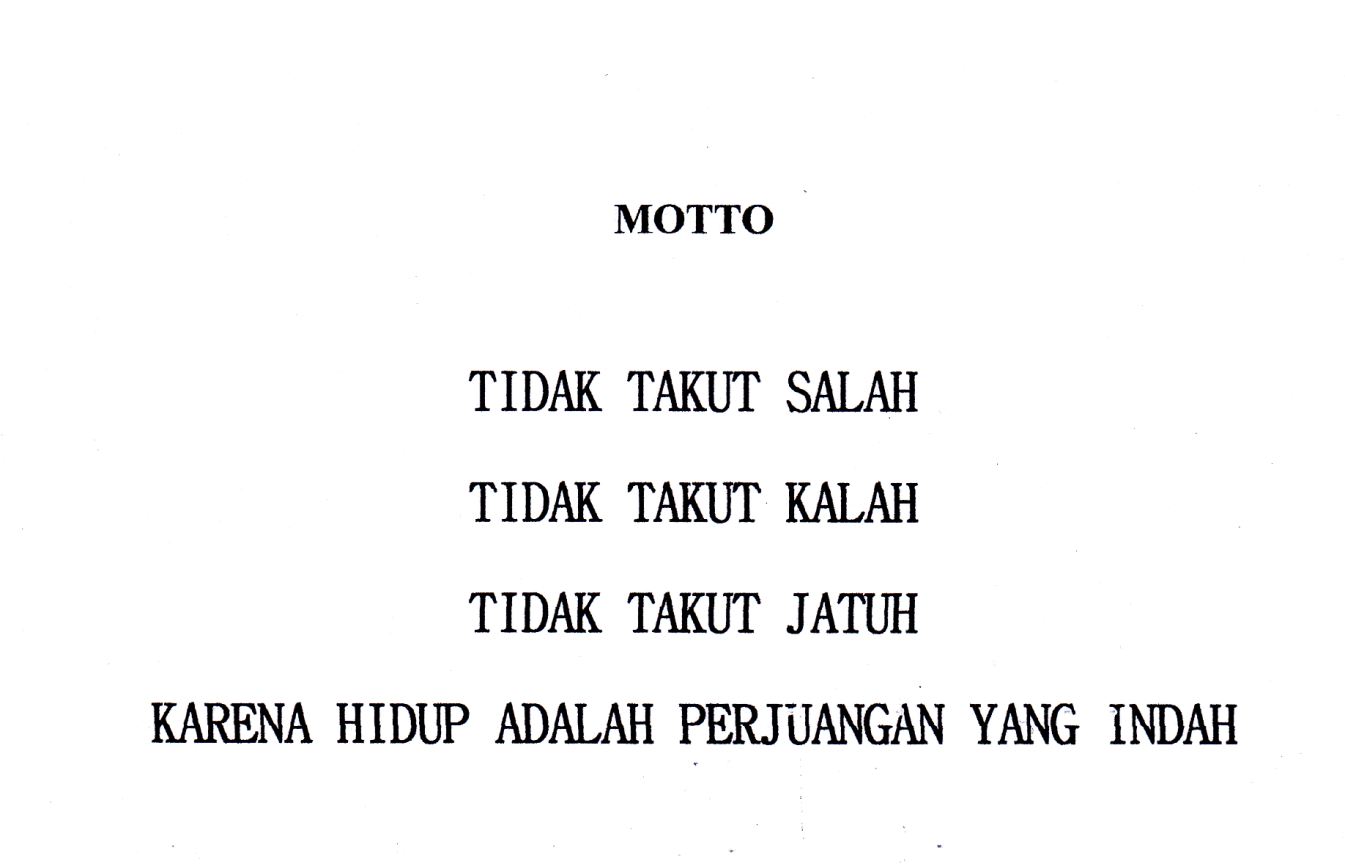 MOTTO
TIDAK TAKUT SALAH
TIDAK TAKUT KALAH
TIDAK TAKUT JATUH
KARENA HIDUP ADALAH PERJUANGAN YANG INDAH